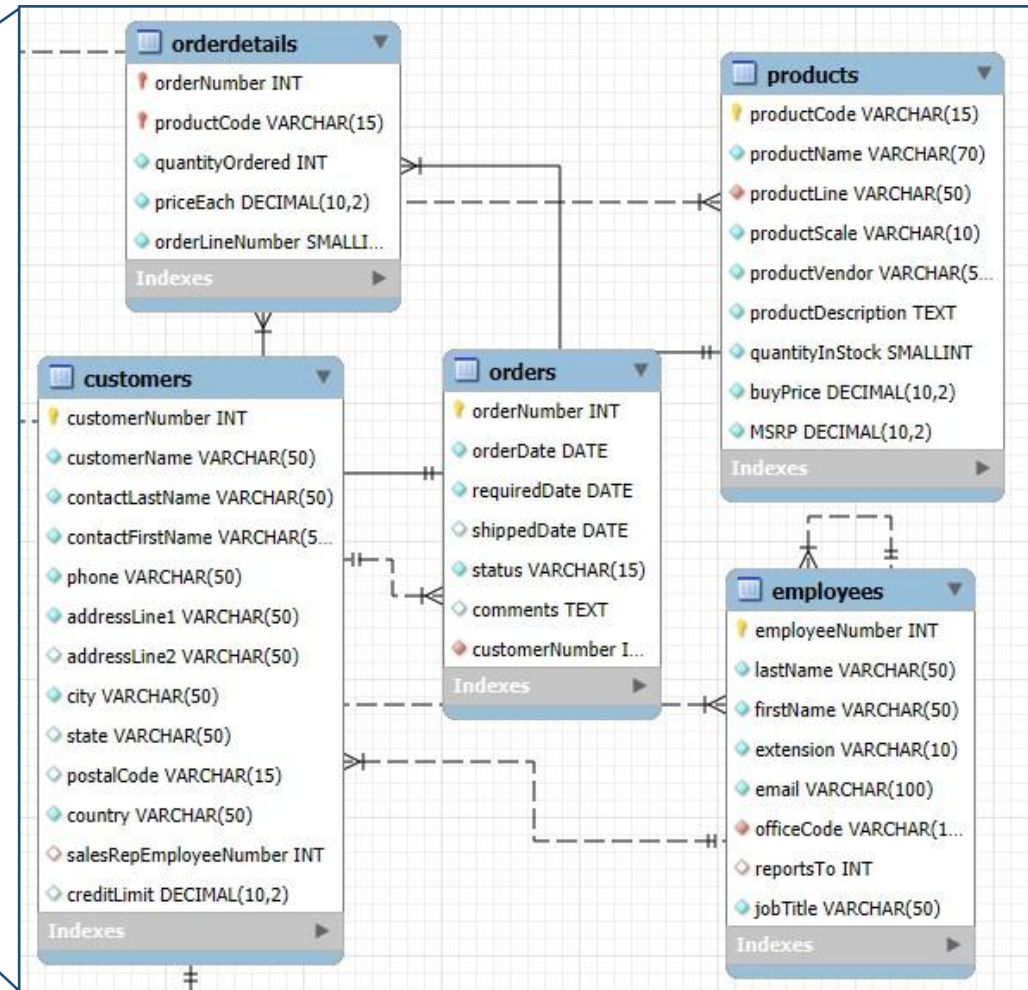 orderdetails
orderNumber INT
productCode VARCHAR(15)
quantityOrdered INT
priceEach DECIMAL(10,2)
orderLineNumber SMALLI...
Indexes
products
productCode VARCHAR(15)
productName VARCHAR(70)
productLine VARCHAR(50)
productScale VARCHAR(10)
productVendor VARCHAR(5...
productDescription TEXT
quantityInStock SMALLINT
buyPrice DECIMAL(10,2)
MSRP DECIMAL(10,2)
Indexes
customers
customerNumber INT
customerName VARCHAR(50)
contactLastName VARCHAR(50)
contactFirstName VARCHAR(5...
phone VARCHAR(50)
addressLine1 VARCHAR(50)
addressLine2 VARCHAR(50)
city VARCHAR(50)
state VARCHAR(50)
postalCode VARCHAR(15)
country VARCHAR(50)
salesRepEmployeeNumber INT
creditLimit DECIMAL(10,2)
Indexes
orders
orderNumber INT
orderDate DATE
requiredDate DATE
shippedDate DATE
status VARCHAR(15)
comments TEXT
customerNumber I...
Indexes
employees
employeeNumber INT
lastName VARCHAR(50)
firstName VARCHAR(50)
extension VARCHAR(10)
email VARCHAR(100)
officeCode VARCHAR(1...
reportsTo INT
jobTitle VARCHAR(50)
Indexes